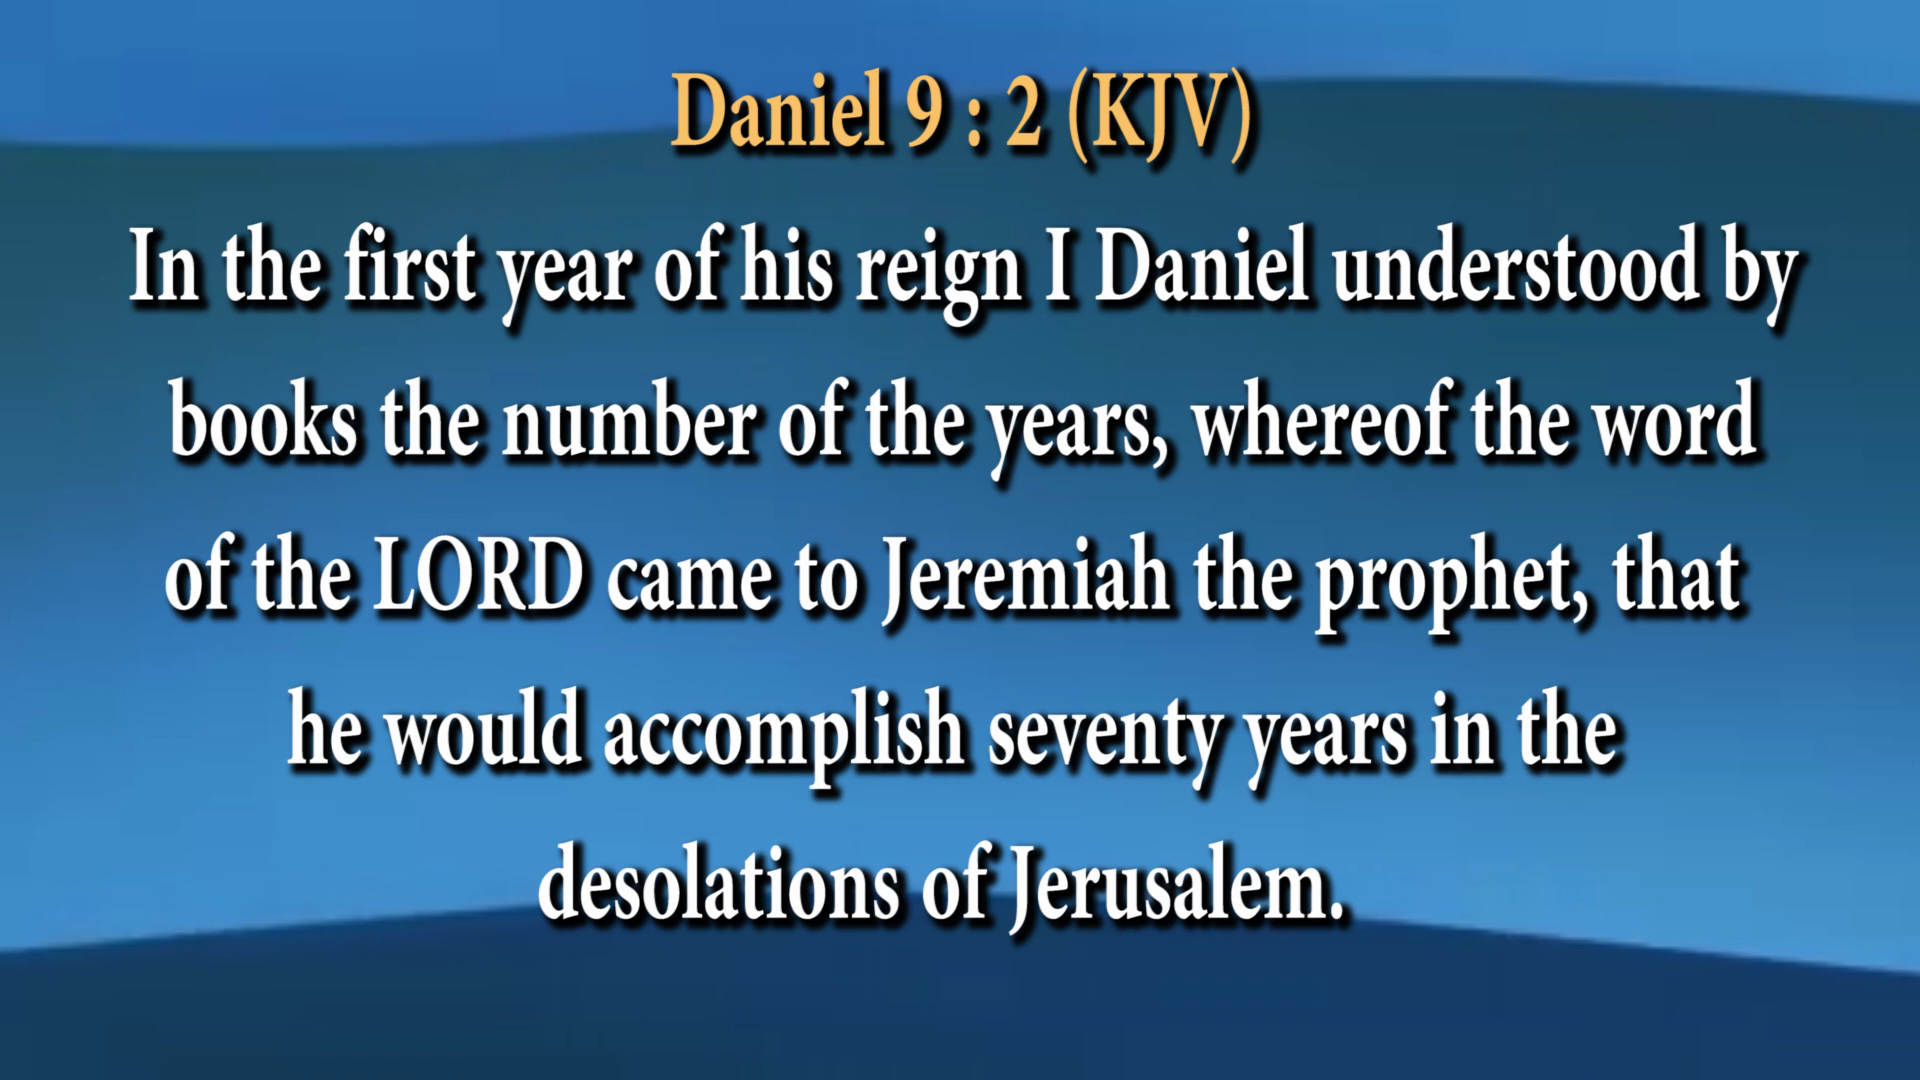 Daniel 9 : 2 (KJV)
In the first year of his reign I Daniel understood by
books the number of the years, whereof the word
of the LORD came to Jeremiah the prophet, that
he would accomplish seventy years in the
desolations of Jerusalem.